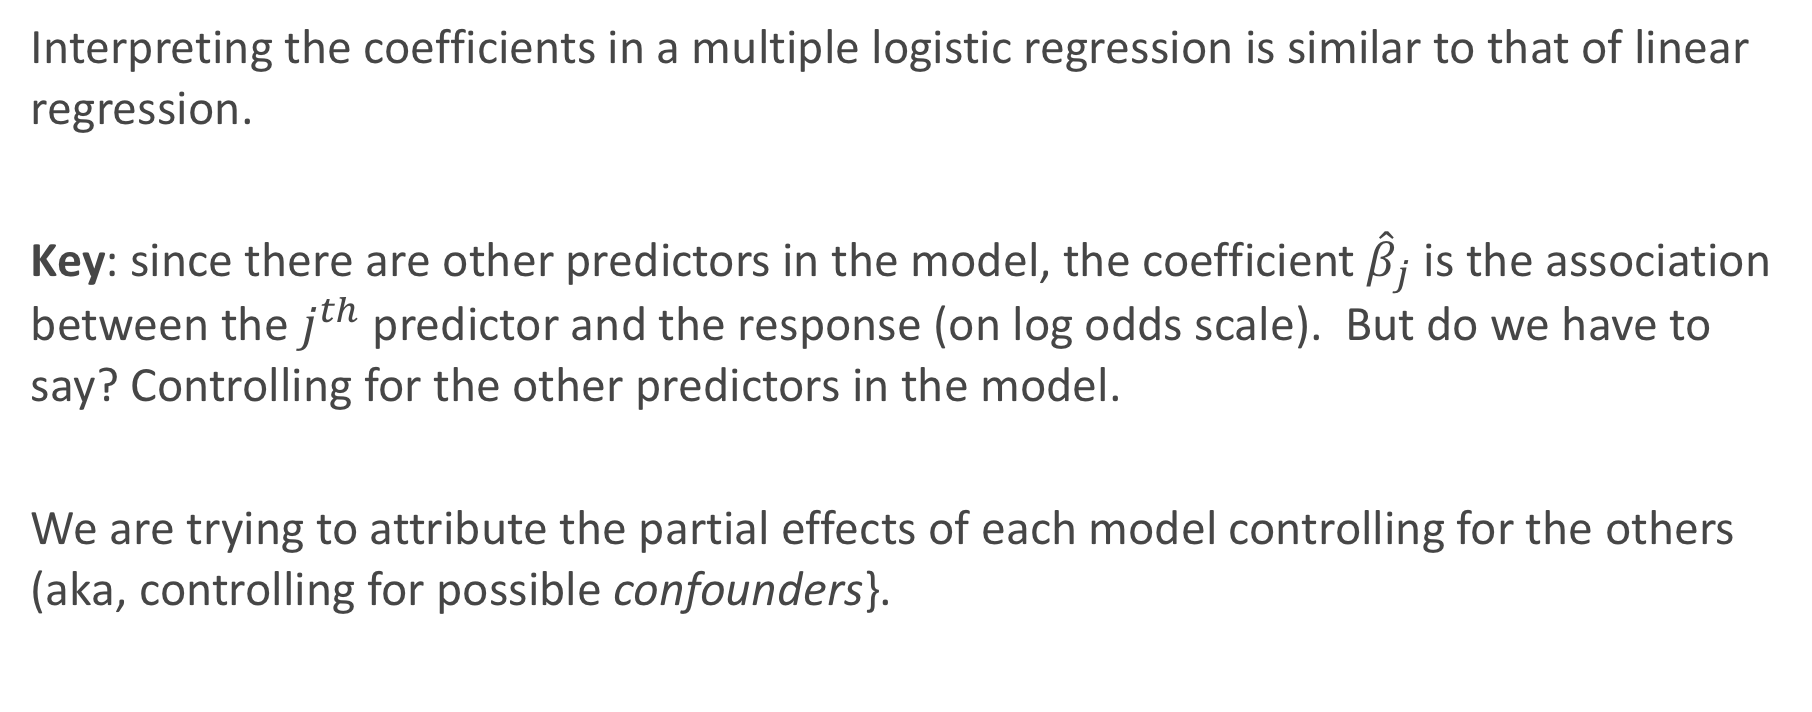 Interpreting the coefficients in a multiple logistic regression is similar to that of linear
regression.
Key: since there are other predictors in the model, the coefficient β̂ⱼ is the association
between the jᵗʰ predictor and the response (on log odds scale).  But do we have to
say? Controlling for the other predictors in the model.
We are trying to attribute the partial effects of each model controlling for the others
(aka, controlling for possible confounders}.